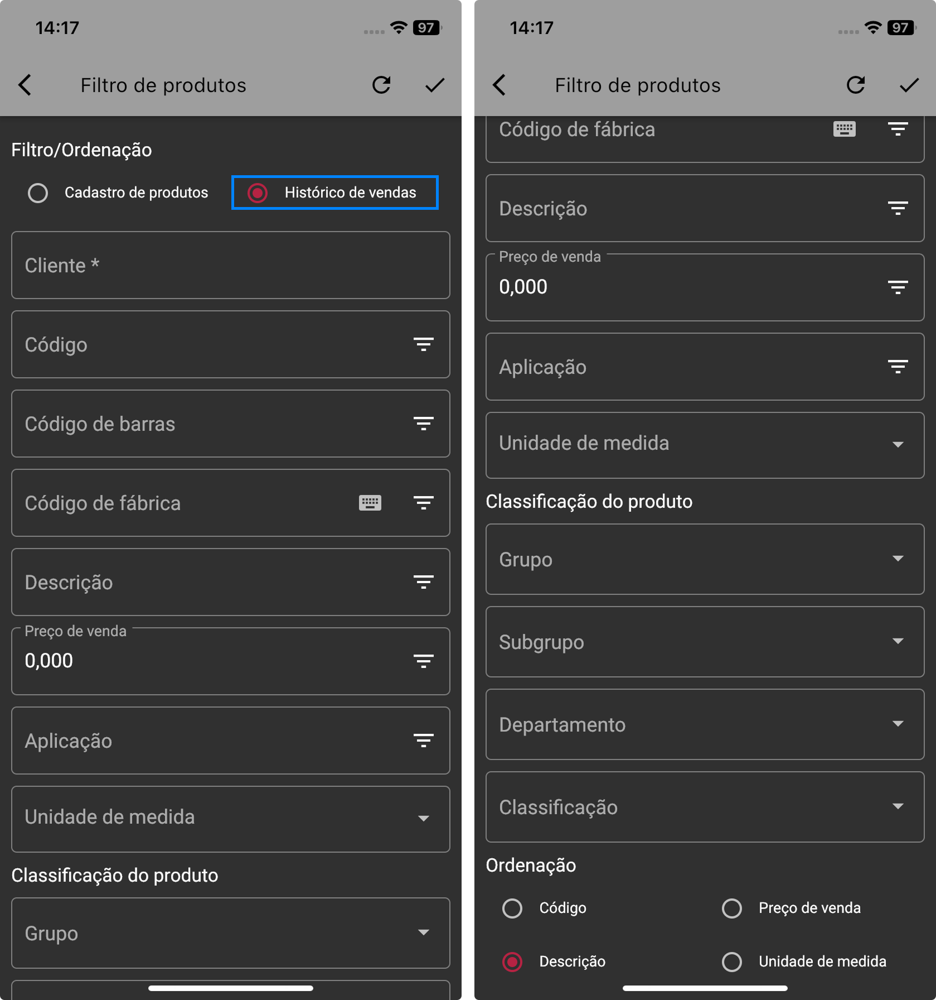 14:17
97
Filtro de produtos
Filtro/Ordenação
Cadastro de produtos
Histórico de vendas
Cliente *
Código
Código de barras
Código de fábrica
Descrição
Preço de venda
0,000
Aplicação
Unidade de medida
Classificação do produto
Grupo
14:17
97
Filtro de produtos
Código de fábrica
Descrição
Preço de venda
0,000
Aplicação
Unidade de medida
Classificação do produto
Grupo
Subgrupo
Departamento
Classificação
Ordenação
Código
Preço de venda
Descrição
Unidade de medida